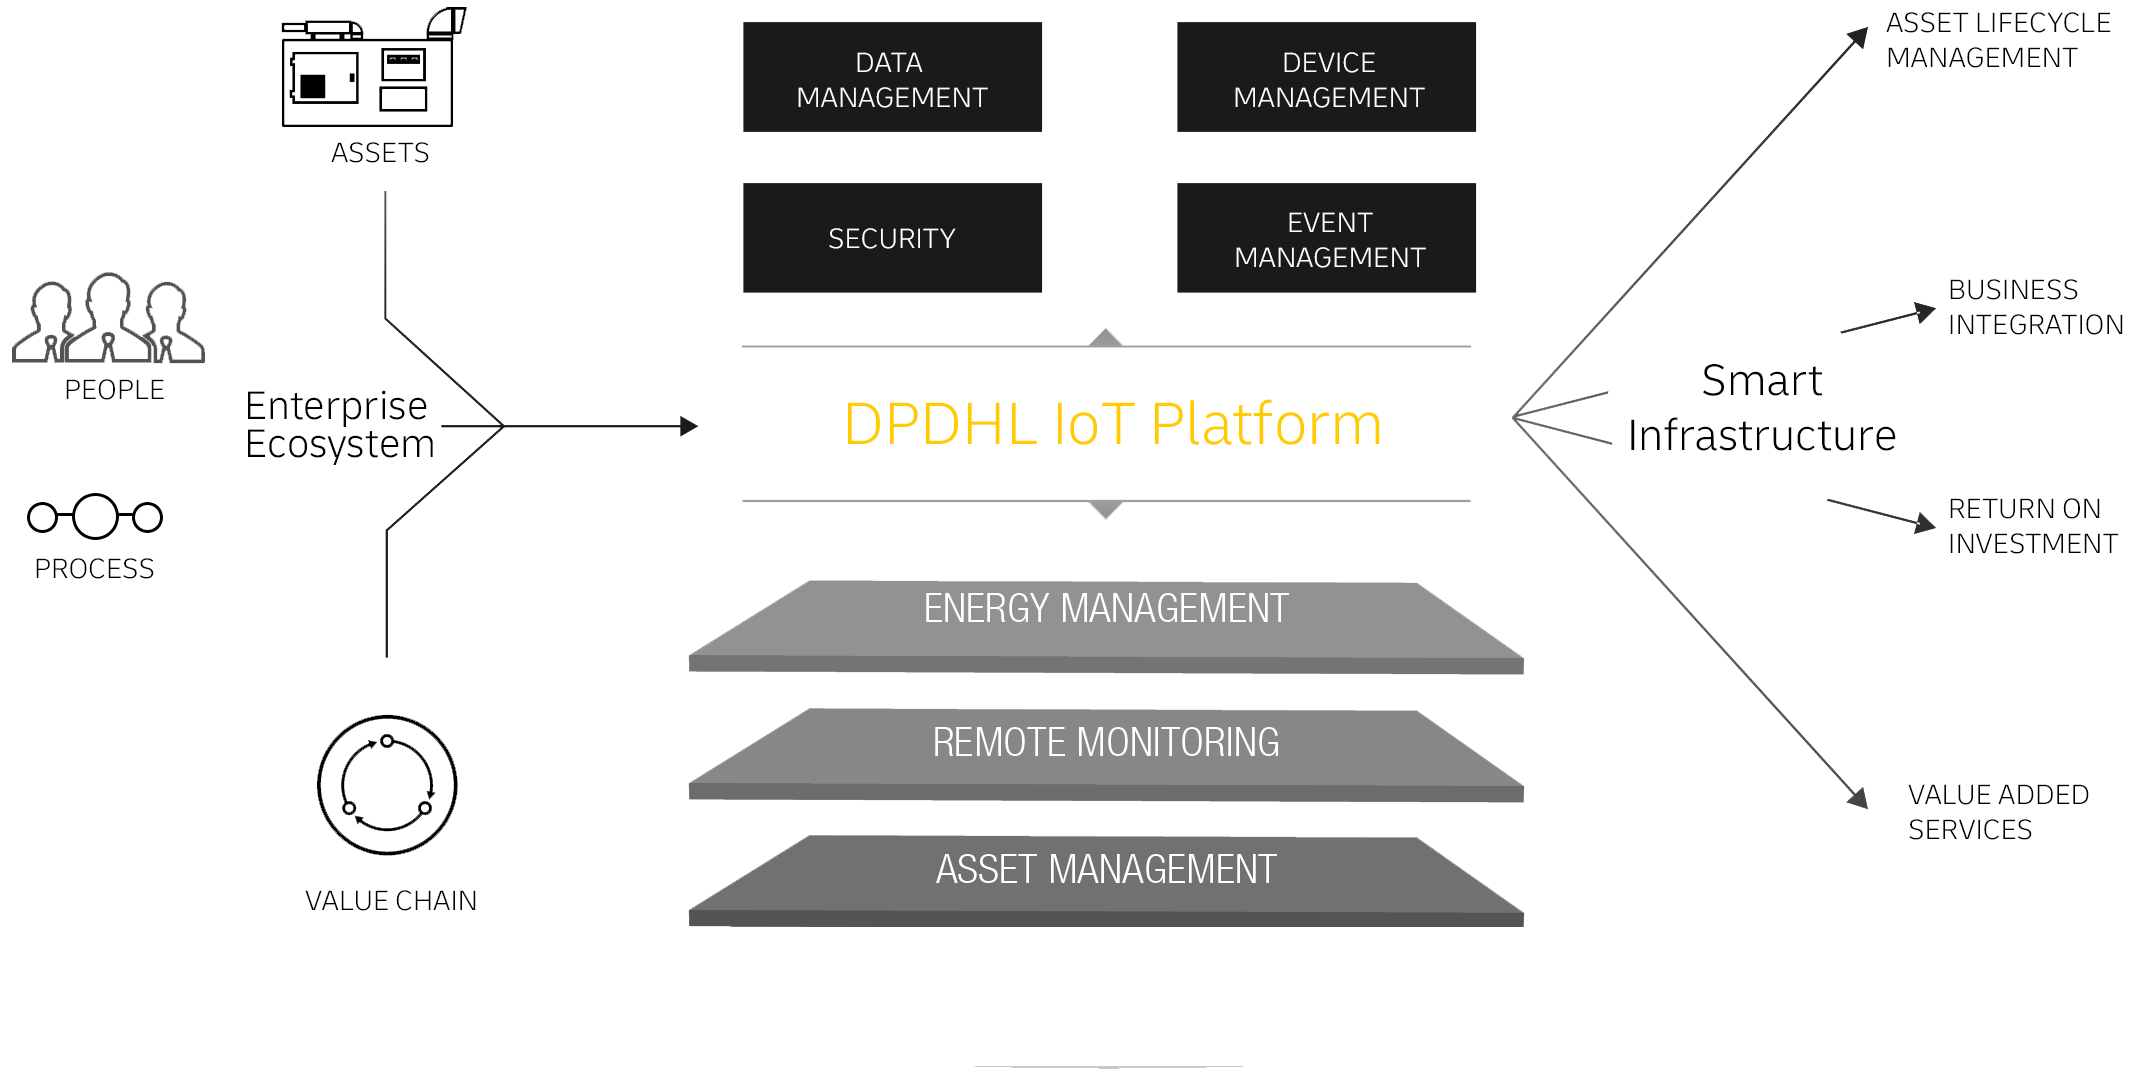 ASSETS
PEOPLE
Enterprise
Ecosystem
PROCESS
VALUE CHAIN
DATA
MANAGEMENT
DEVICE
MANAGEMENT
SECURITY
EVENT
MANAGEMENT
DPDHL IoT Platform
ENERGY MANAGEMENT
REMOTE MONITORING
ASSET MANAGEMENT
Smart
Infrastructure
ASSET LIFECYCLE
MANAGEMENT
BUSINESS
INTEGRATION
RETURN ON
INVESTMENT
VALUE ADDED
SERVICES